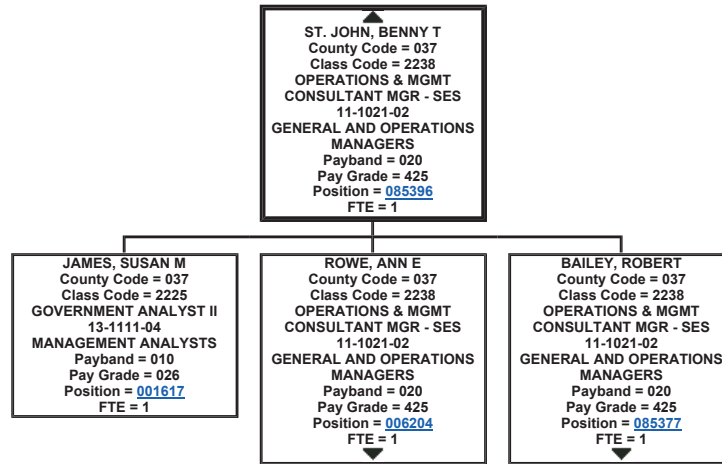 ST. JOHN, BENNY T
County Code = 037
Class Code = 2238
OPERATIONS & MGMT
CONSULTANT MGR - SES
11-1021-02
GENERAL AND OPERATIONS
MANAGERS
Payband = 020
Pay Grade = 425
Position = 085396
FTE = 1
JAMES, SUSAN M
County Code = 037
Class Code = 2225
GOVERNMENT ANALYST II
13-1111-04
MANAGEMENT ANALYSTS
Payband = 010
Pay Grade = 026
Position = 001617
FTE = 1
ROWE, ANN E
County Code = 037
Class Code = 2238
OPERATIONS & MGMT
CONSULTANT MGR - SES
11-1021-02
GENERAL AND OPERATIONS
MANAGERS
Payband = 020
Pay Grade = 425
Position = 006204
FTE = 1
BAILEY, ROBERT
County Code = 037
Class Code = 2238
OPERATIONS & MGMT
CONSULTANT MGR - SES
11-1021-02
GENERAL AND OPERATIONS
MANAGERS
Payband = 020
Pay Grade = 425
Position = 085377
FTE = 1